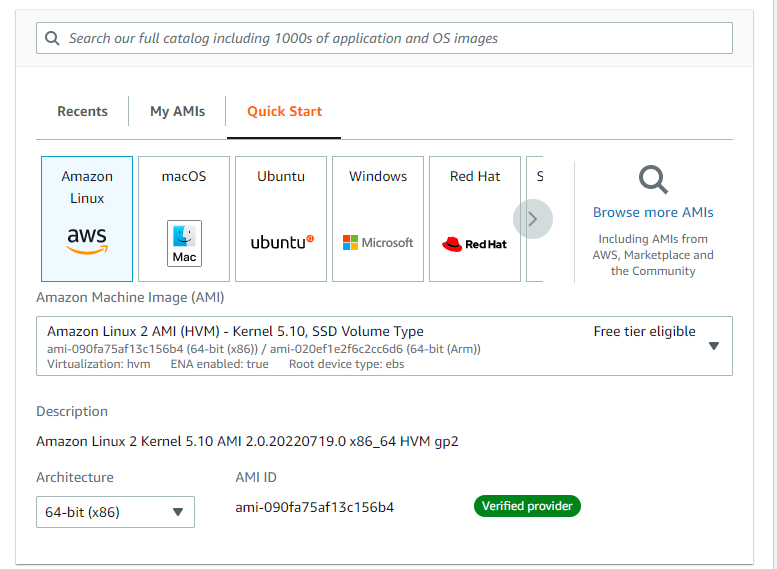 Search our full catalog including 1000s of application and OS images
Recents
My AMIs
Quick Start
Amazon
Linux
aws
macOS
Mac
Ubuntu
ubuntu
Windows
Microsoft
Red Hat
Red Hat
S
Browse more AMIs
Including AMIs from
AWS, Marketplace and
the Community
Amazon Machine Image (AMI)
Amazon Linux 2 AMI (HVM) - Kernel 5.10, SSD Volume Type
Free tier eligible
ami-090fa75af13c156b4 (64-bit (x86)) / ami-020ef1e2f6c2cc6d6 (64-bit (Arm))
Virtualization: hvm ENA enabled: true Root device type: ebs
Description
Amazon Linux 2 Kernel 5.10 AMI 2.0.20220719.0 x86_64 HVM gp2
Architecture
AMI ID
64-bit (x86)
ami-090fa75af13c156b4
Verified provider